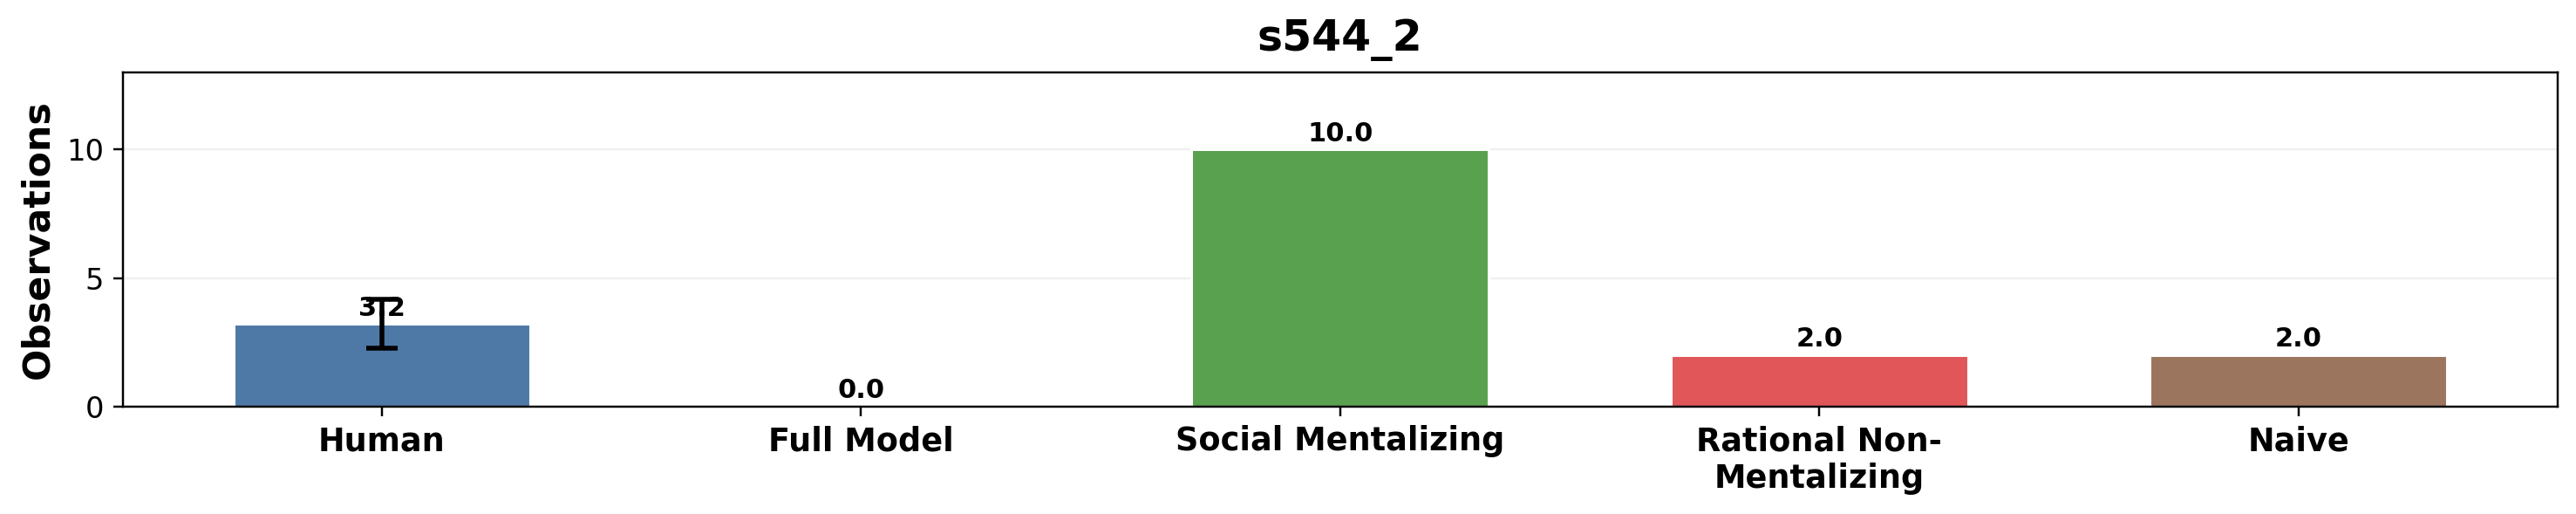 s544_2
Observations
10
5
0
3.2
0.0
10.0
2.0
2.0
Human
Full Model
Social Mentalizing
Rational Non-
Mentalizing
Naive